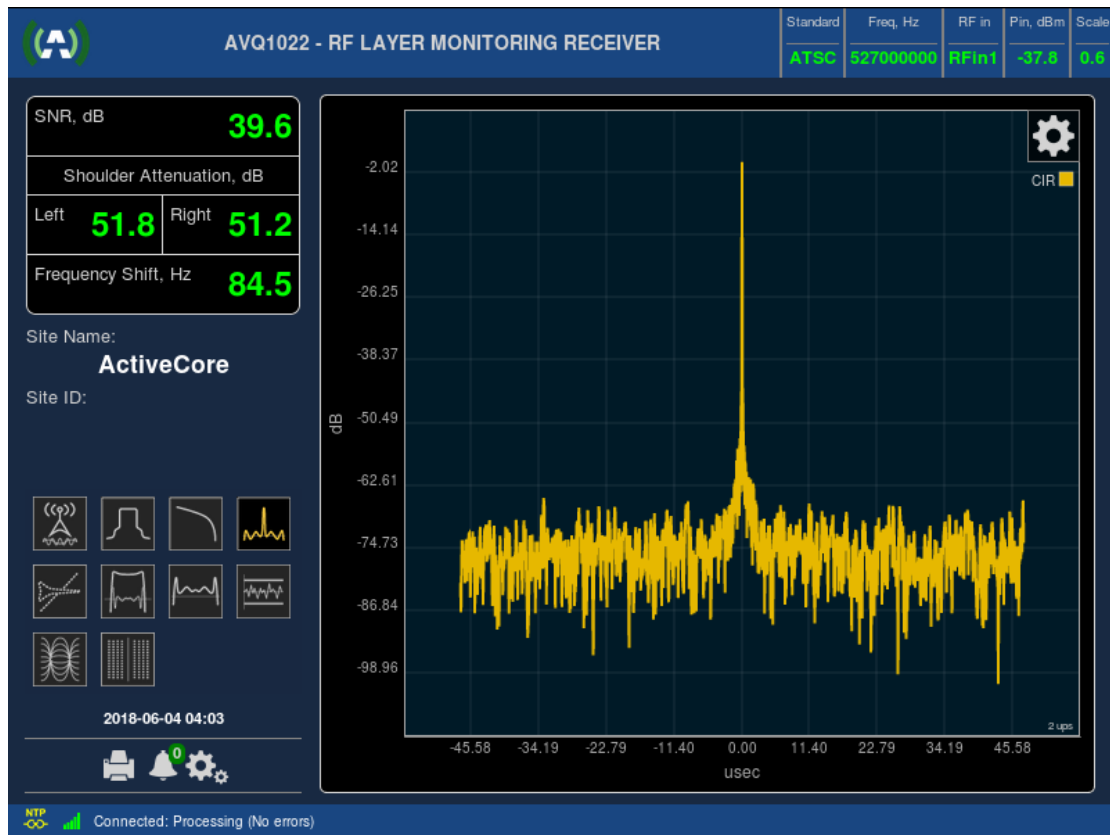 AVQ1022 - RF LAYER MONITORING RECEIVER
Standard Freq, Hz RF in Pin, dBm Scale
ATSC 527000000 RFin1 -37.8 0.6
SNR, dB 39.6
Shoulder Attenuation, dB
Left 51.8 Right 51.2
Frequency Shift, Hz 84.5
Site Name:
ActiveCore
Site ID:
2018-06-04 04:03
0
CIR
-2.02
-14.14
-26.25
-38.37
-50.49
-62.61
-74.73
-86.84
-98.96
dB
2 ups
-45.58 -34.19 -22.79 -11.40 0.00 11.40 22.79 34.19 45.58
usec
NTP
Connected: Processing (No errors)